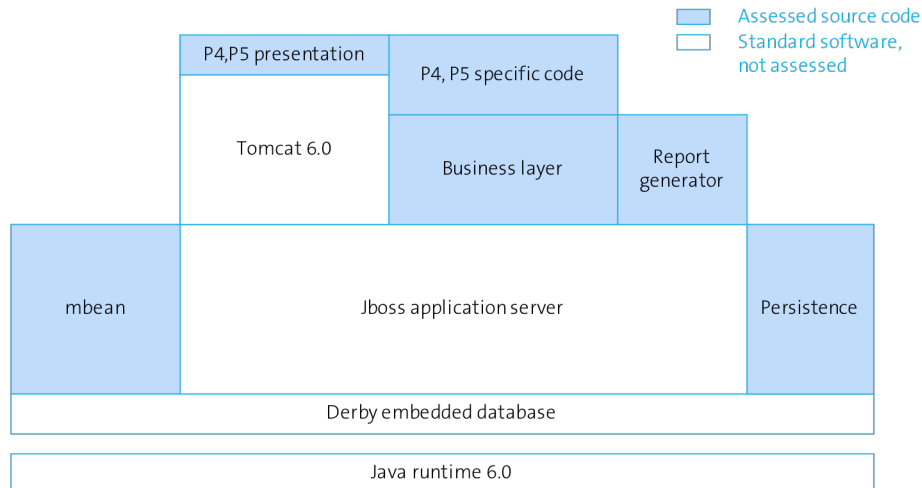 Assessed source code
Standard software,
not assessed
P4,P5 presentation
P4, P5 specific code
Tomcat 6.0
Business layer
Report
generator
mbean
Jboss application server
Persistence
Derby embedded database
Java runtime 6.0